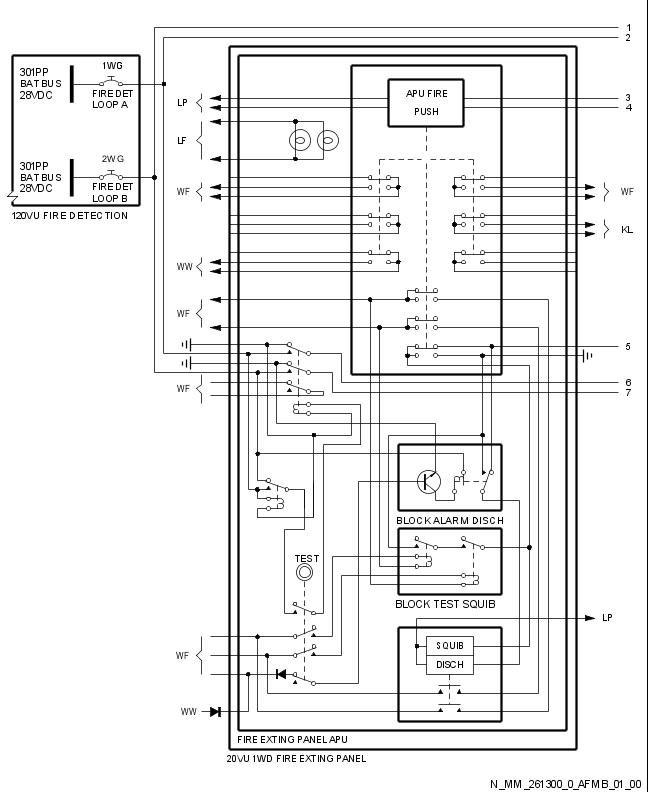 1
2
301PP
BAT BUS
28VDC
1WG
FIRE DET
LOOP A
301PP
BAT BUS
28VDC
2WG
FIRE DET
LOOP B
120VU FIRE DETECTION
APU FIRE
PUSH
LP
3
4
LF
WF
WF
KL
WW
WF
5
WF
6
7
BLOCK ALARM DISCH
TEST
BLOCK TEST SQUIB
LP
SQUIB
DISCH
WF
WW
FIRE EXTING PANEL APU
20VU 1WD FIRE EXTING PANEL
N_MM_261300_0_AFMB_01_00